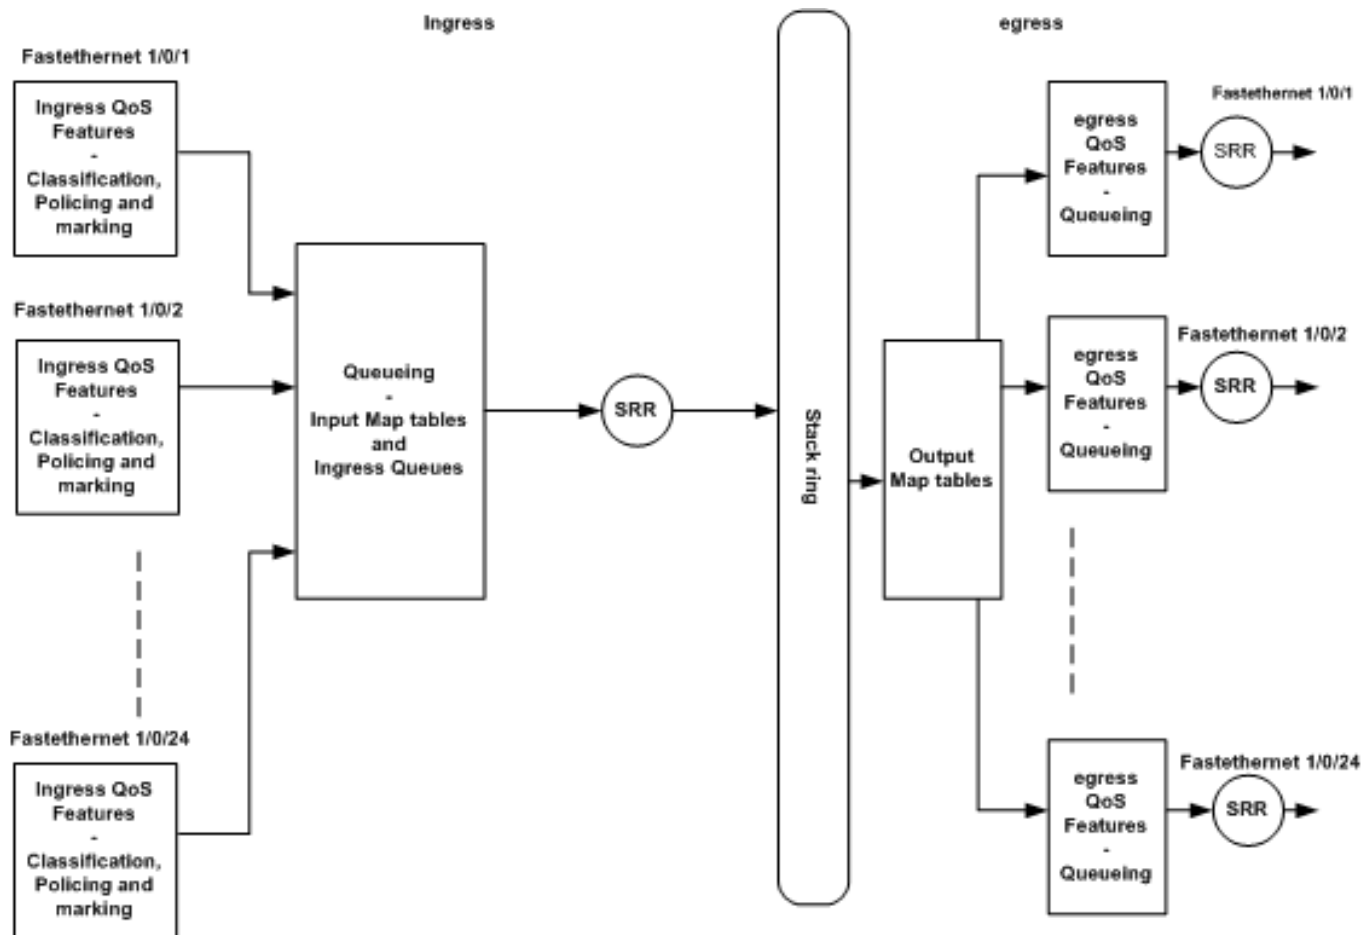 Ingress
egress
Fastethernet 1/0/1
Ingress QoS
Features
-
Classification,
Policing and
marking
Fastethernet 1/0/2
Ingress QoS
Features
-
Classification,
Policing and
marking
Fastethernet 1/0/24
Ingress QoS
Features
-
Classification,
Policing and
marking
Queueing
-
Input Map tables
and
Ingress Queues
SRR
Stack ring
Output
Map tables
egress
QoS
Features
-
Queueing
Fastethernet 1/0/1
SRR
egress
QoS
Features
-
Queueing
Fastethernet 1/0/2
SRR
egress
QoS
Features
-
Queueing
Fastethernet 1/0/24
SRR